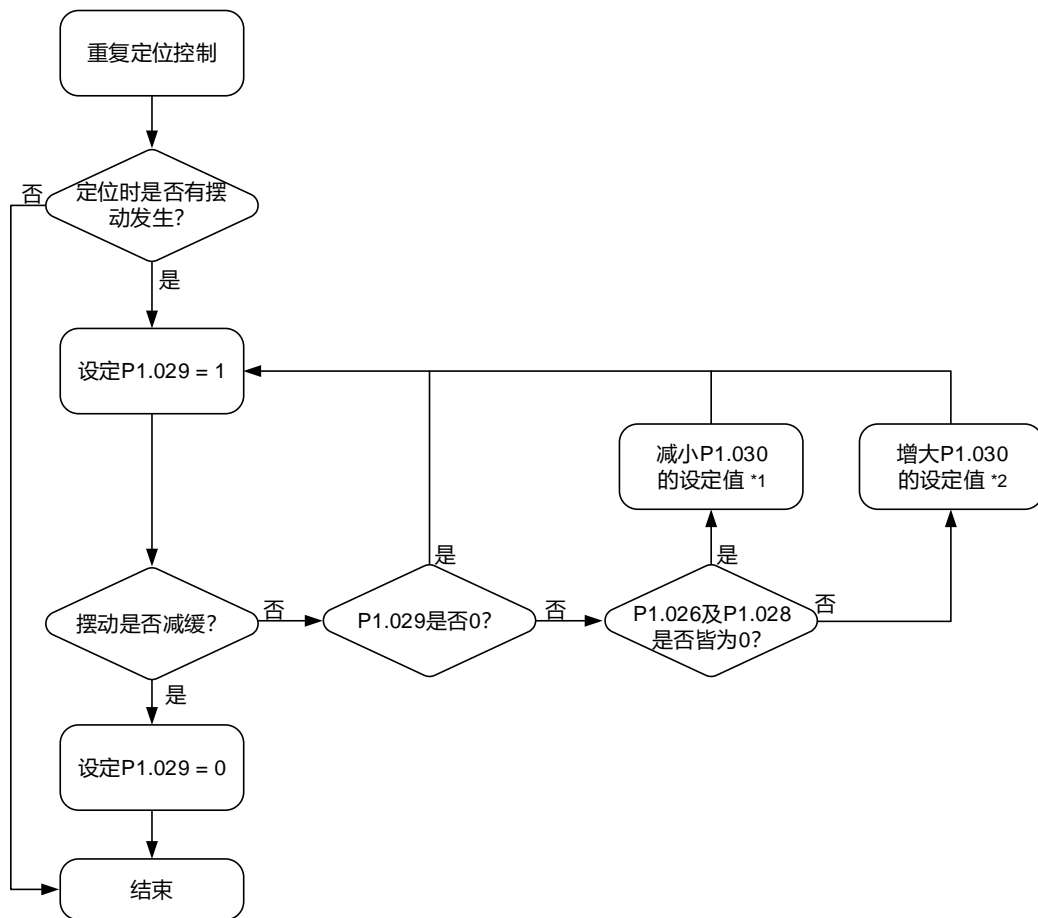 重复定位控制
定位时是否有摆
动发生?
否
是
设定P1.029 = 1
减小P1.030
的设定值 *1
增大P1.030
的设定值 *2
摆动是否减缓?
否
是
P1.029是否0?
是
否
P1.026及P1.028
是否皆为0?
是
否
设定P1.029 = 0
结束